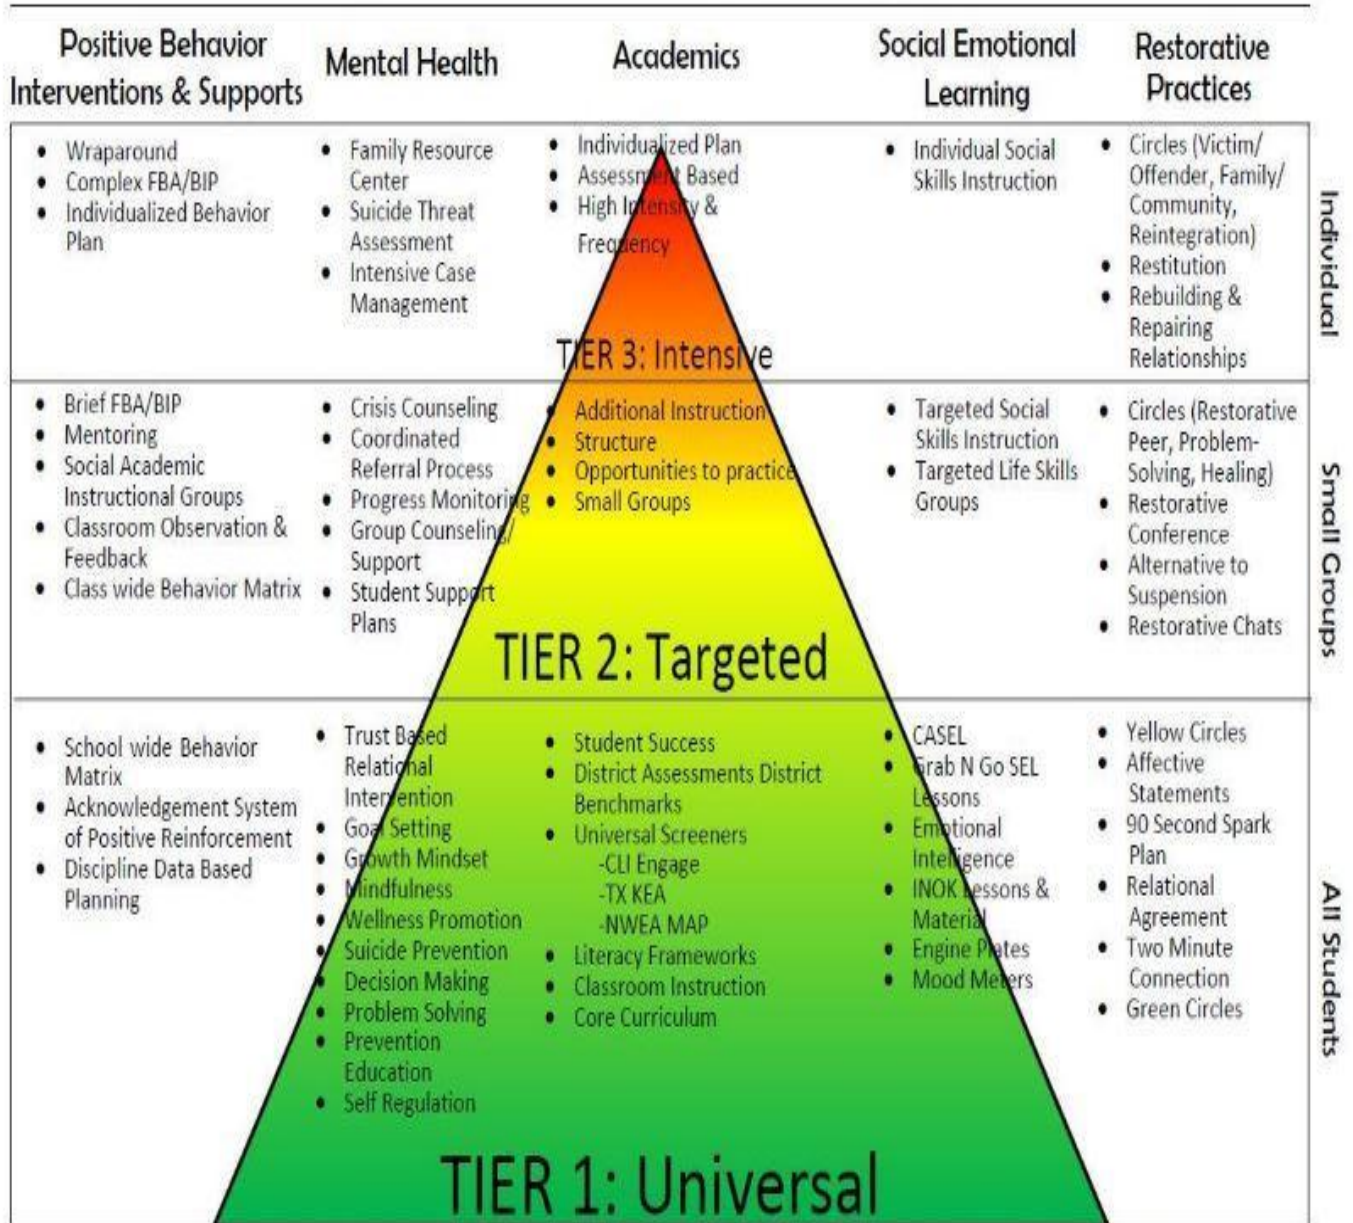 Positive Behavior
Interventions & Supports
Mental Health
Academics
Social Emotional
Learning
Restorative
Practices
• Wraparound
• Complex FBA/BIP
• Individualized Behavior
Plan
• Family Resource
Center
• Suicide Threat
Assessment
• Intensive Case
Management
• Individualized Plan
• Assessment Based
• High Intensity &
Frequency
• Individual Social
Skills Instruction
• Circles (Victim/
Offender, Family/
Community,
Reintegration)
• Restitution
• Rebuilding &
Repairing
Relationships
Individual
TIER 3: Intensive
• Brief FBA/BIP
• Mentoring
• Social Academic
Instructional Groups
• Classroom Observation &
Feedback
• Class wide Behavior Matrix
• Crisis Counseling
• Coordinated
Referral Process
• Progress Monitoring
• Group Counseling/
Support
• Student Support
Plans
• Additional Instruction
• Structure
• Opportunities to practice
• Small Groups
• Targeted Social
Skills Instruction
• Targeted Life Skills
Groups
• Circles (Restorative
Peer, Problem-
Solving, Healing)
• Restorative
Conference
• Alternative to
Suspension
• Restorative Chats
Small Groups
TIER 2: Targeted
• School wide Behavior
Matrix
• Acknowledgement System
of Positive Reinforcement
• Discipline Data Based
Planning
• Trust Based
Relational
Intervention
• Goal Setting
• Growth Mindset
• Mindfulness
• Wellness Promotion
• Suicide Prevention
• Decision Making
• Problem Solving
• Prevention
Education
• Self Regulation
• Student Success
• District Assessments District
Benchmarks
• Universal Screeners
-CLI Engage
-TX KEA
-NWEA MAP
• Literacy Frameworks
• Classroom Instruction
• Core Curriculum
• CASEL
• Grab N Go SEL
Lessons
• Emotional
Intelligence
• INOK Lessons &
Material
• Engine Plates
• Mood Meters
• Yellow Circles
• Affective
Statements
• 90 Second Spark
Plan
• Relational
Agreement
• Two Minute
Connection
• Green Circles
All Students
TIER 1: Universal